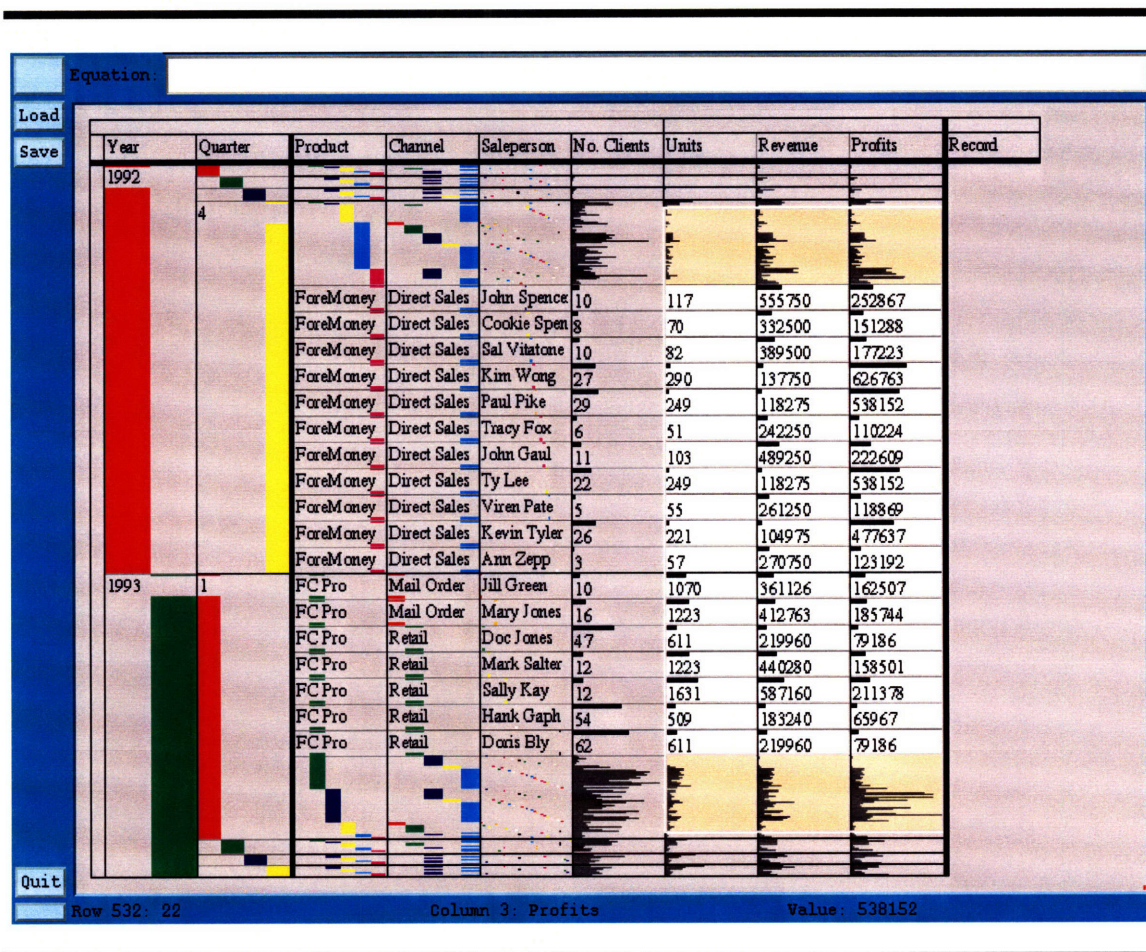 Equation:
Load
Save
Year Quarter Product Channel Saleperson No. Clients Units Revenue Profits Record
1992
4
ForeMoney Direct Sales John Spence 10 117 555750 252867
ForeMoney Direct Sales Cookie Spen 8 70 332500 151288
ForeMoney Direct Sales Sal Vitatone 10 82 389500 177223
ForeMoney Direct Sales Kim Wong 27 290 137750 626763
ForeMoney Direct Sales Paul Pike 29 249 118275 538152
ForeMoney Direct Sales Tracy Fox 6 51 242250 110224
ForeMoney Direct Sales John Gaul 11 103 489250 222609
ForeMoney Direct Sales Ty Lee 22 249 118275 538152
ForeMoney Direct Sales Viren Pate 5 55 261250 118869
ForeMoney Direct Sales Kevin Tyler 26 221 104975 477637
ForeMoney Direct Sales Ann Zepp 3 57 270750 123192
1993 1 FC Pro Mail Order Jill Green 10 1070 361126 162507
FC Pro Mail Order Mary Jones 16 1223 412763 185744
FC Pro Retail Doc Jones 47 611 219960 79186
FC Pro Retail Mark Salter 12 1223 440280 158501
FC Pro Retail Sally Kay 12 1631 587160 211378
FC Pro Retail Hank Gaph 54 509 183240 65967
FC Pro Retail Doris Bly 62 611 219960 79186
Quit
Row 532: 22 Column 3: Profits Value: 538152